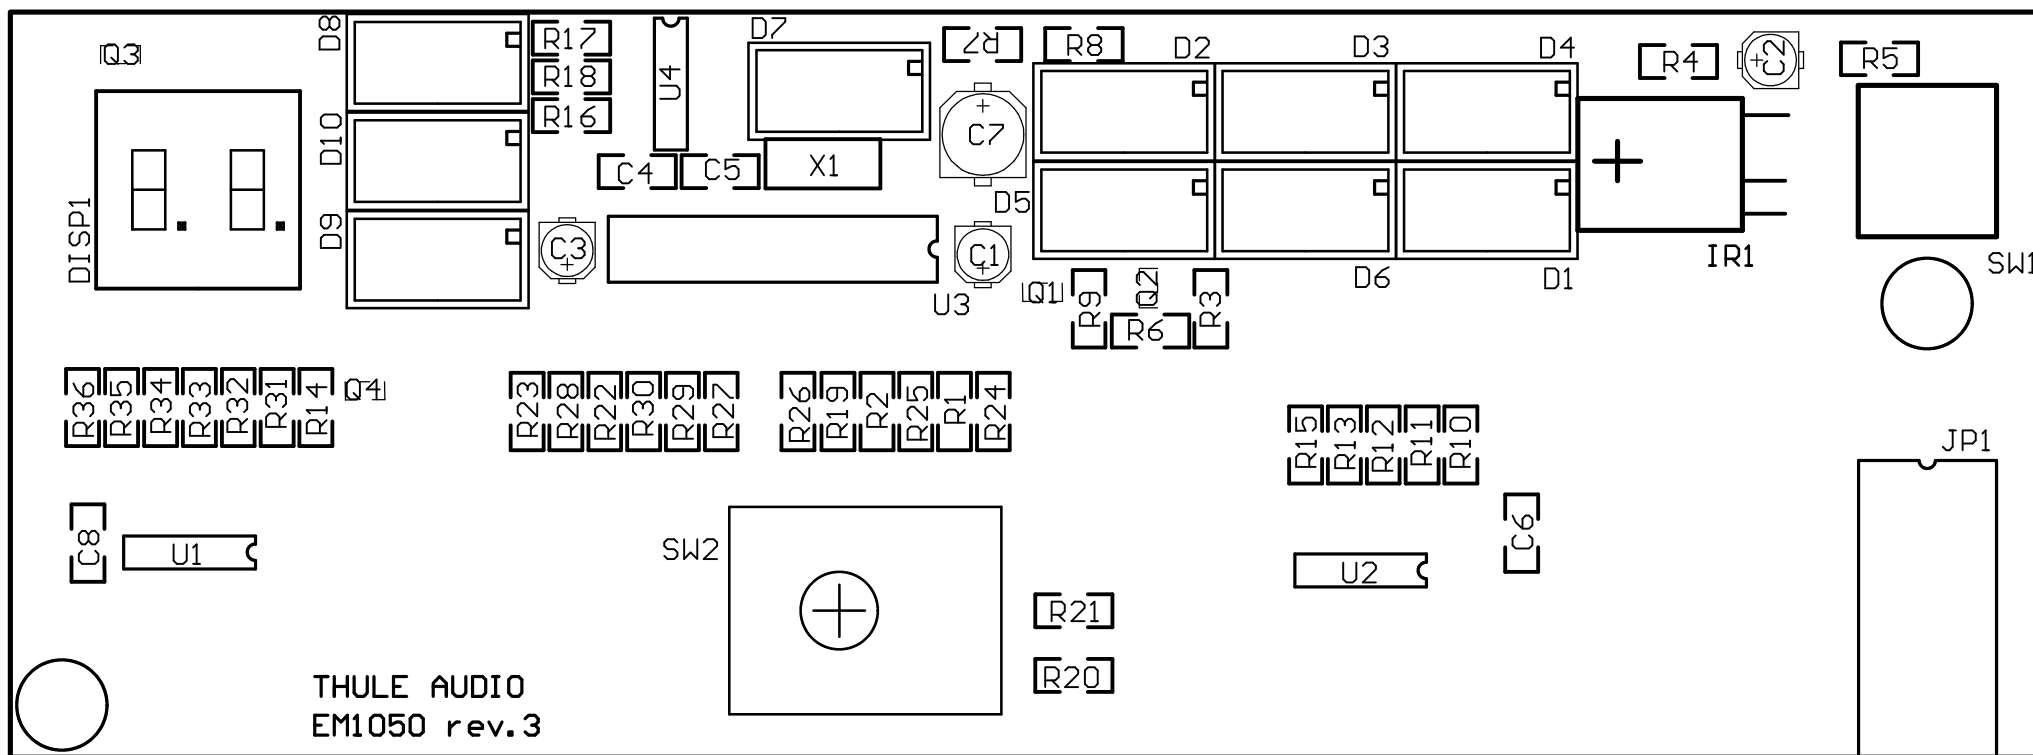 Q3
D8
R17
R18
R16
U4
D7
R7
R8
D2
D3
D4
R4
C2
R5
D10
C4
C5
X1
C7
DISP1
D9
C3
U3
C1
D5
D6
D1
IR1
SW1
Q1
R9
Q2
R6
R3
R36
R35
R34
R33
R32
R31
R14
Q4
R23
R28
R22
R30
R29
R27
R26
R19
R2
R25
R1
R24
R15
R13
R12
R11
R10
JP1
C8
U1
SW2
U2
C6
R21
R20
THULE AUDIO
EM1050 rev.3